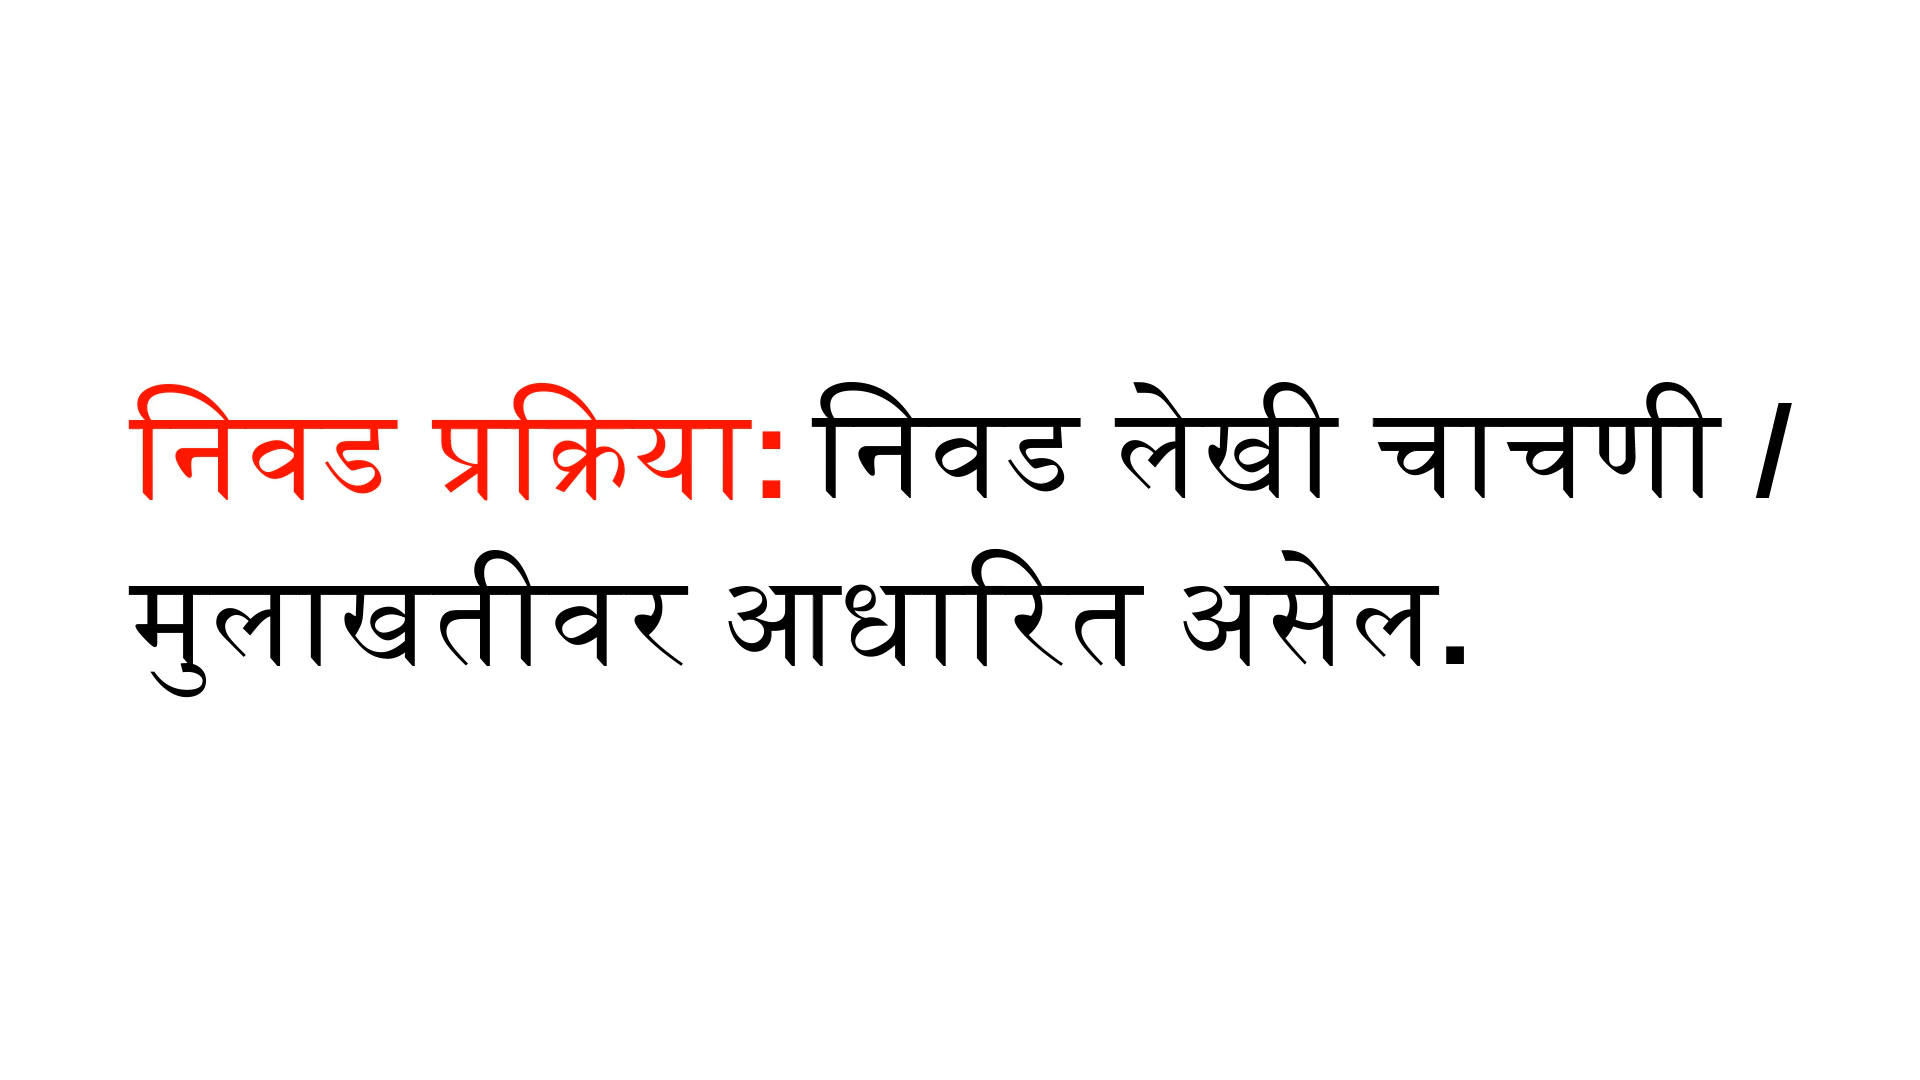 निवड प्रक्रिया: निवड लेखी चाचणी /
मुलाखतीवर आधारित असेल.